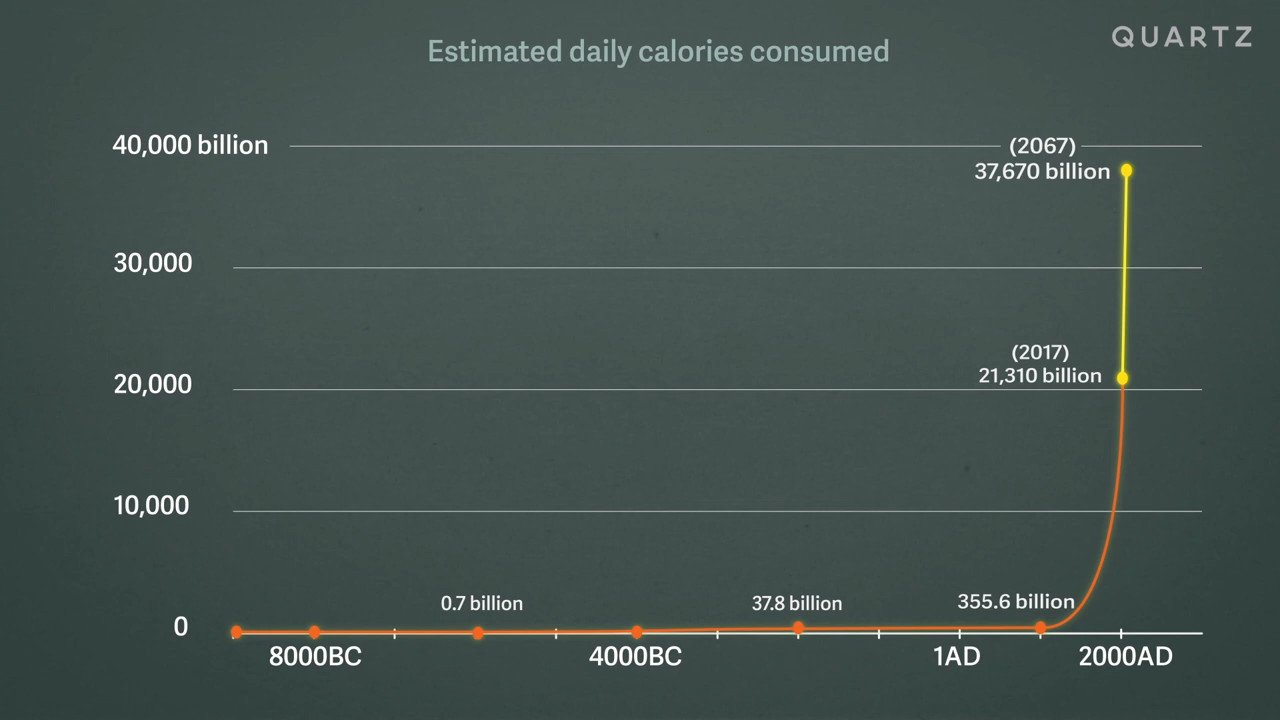 QUARTZ
Estimated daily calories consumed
40,000 billion
(2067)
37,670 billion
30,000
(2017)
21,310 billion
20,000
10,000
0.7 billion
37.8 billion
355.6 billion
0
8000BC
4000BC
1AD
2000AD